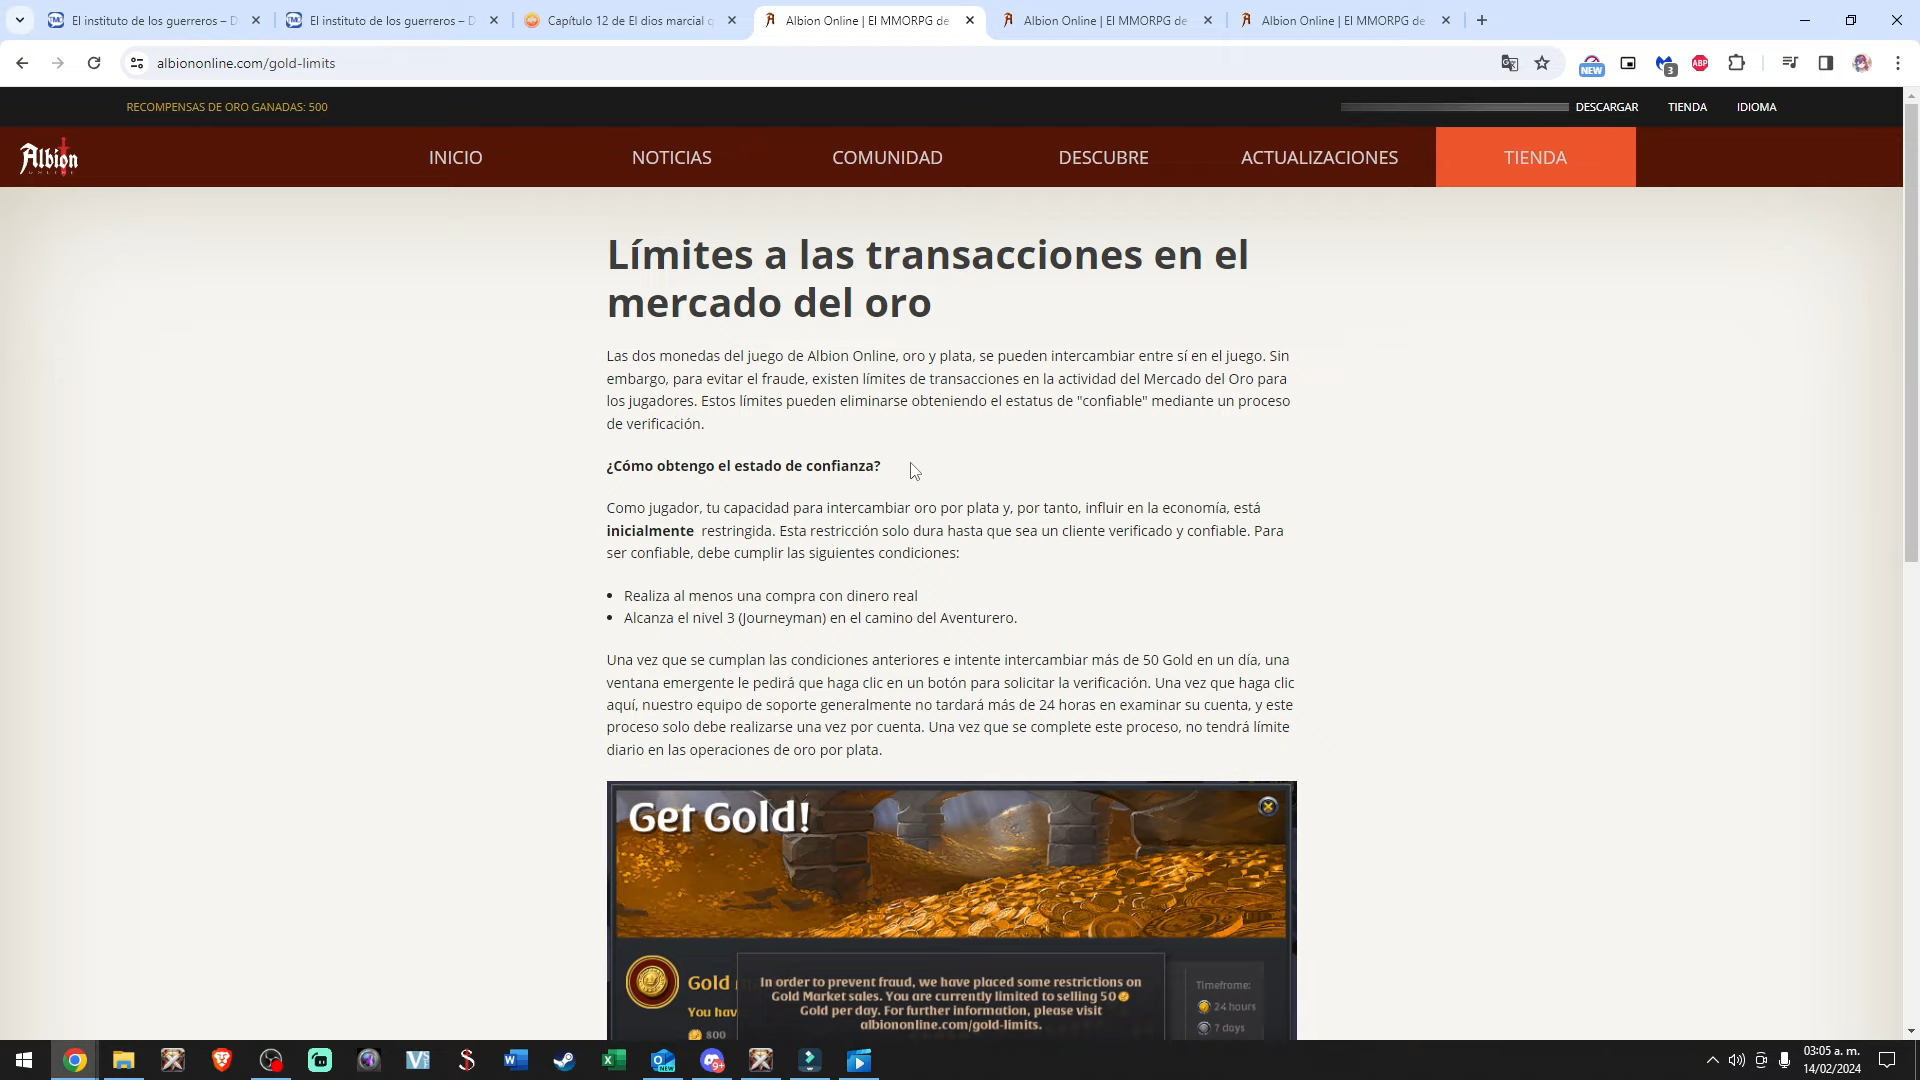 El instituto de los guerreros – D
El instituto de los guerreros – D
Capítulo 12 de El dios marcial q
Albion Online | El MMORPG de
Albion Online | El MMORPG de
Albion Online | El MMORPG de
albiononline.com/gold-limits
NEW
3
ABP
RECOMPENSAS DE ORO GANADAS: 500
DESCARGAR
TIENDA
IDIOMA
Albion
ONLINE
INICIO
NOTICIAS
COMUNIDAD
DESCUBRE
ACTUALIZACIONES
TIENDA
Límites a las transacciones en el
mercado del oro
Las dos monedas del juego de Albion Online, oro y plata, se pueden intercambiar entre sí en el juego. Sin
embargo, para evitar el fraude, existen límites de transacciones en la actividad del Mercado del Oro para
los jugadores. Estos límites pueden eliminarse obteniendo el estatus de "confiable" mediante un proceso
de verificación.
¿Cómo obtengo el estado de confianza?
Como jugador, tu capacidad para intercambiar oro por plata y, por tanto, influir en la economía, está
inicialmente restringida. Esta restricción solo dura hasta que sea un cliente verificado y confiable. Para
ser confiable, debe cumplir las siguientes condiciones:
• Realiza al menos una compra con dinero real
• Alcanza el nivel 3 (Journeyman) en el camino del Aventurero.
Una vez que se cumplan las condiciones anteriores e intente intercambiar más de 50 Gold en un día, una
ventana emergente le pedirá que haga clic en un botón para solicitar la verificación. Una vez que haga clic
aquí, nuestro equipo de soporte generalmente no tardará más de 24 horas en examinar su cuenta, y este
proceso solo debe realizarse una vez por cuenta. Una vez que se complete este proceso, no tendrá límite
diario en las operaciones de oro por plata.
Get Gold!
Gold
You hav
800
In order to prevent fraud, we have placed some restrictions on
Gold Market sales. You are currently limited to selling 50
Gold per day. For further information, please visit
albiononline.com/gold-limits.
Timeframe:
24 hours
7 days
NEW
9+
03:05 a. m.
14/02/2024